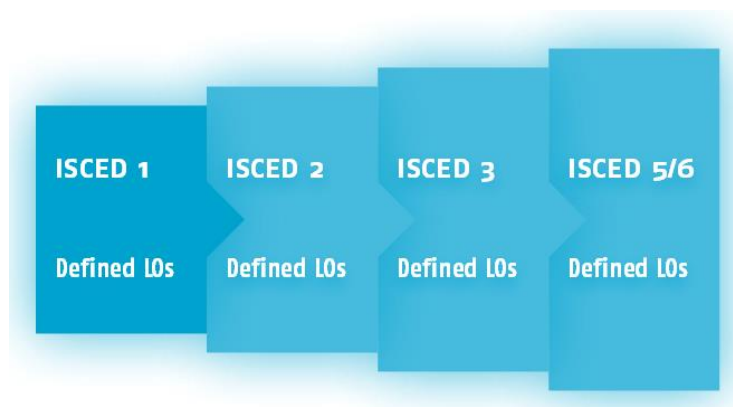 ISCED 1
Defined LOs
ISCED 2
Defined LOs
ISCED 3
Defined LOs
ISCED 5/6
Defined LOs